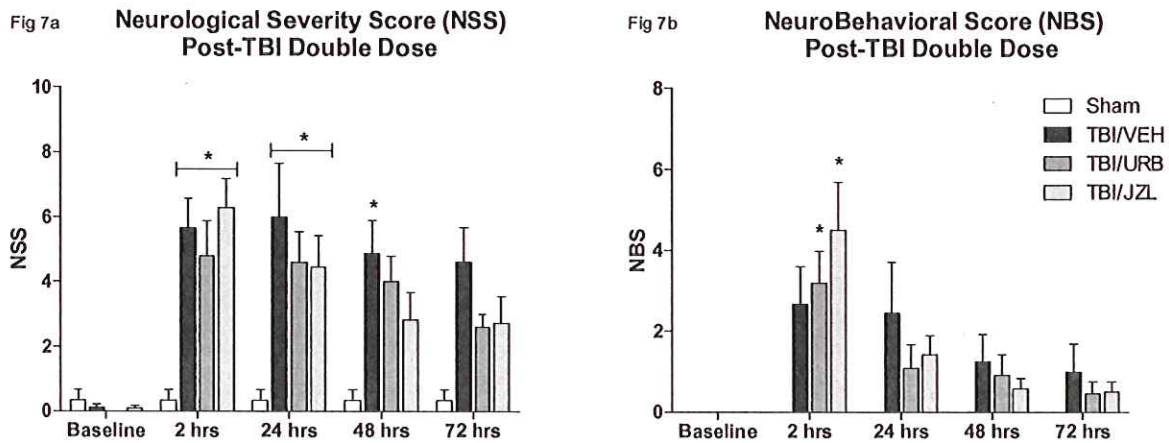 Fig 7a
Neurological Severity Score (NSS)
Post-TBI Double Dose
NSS
10
8
6
4
2
0
*
*
*
Baseline 2 hrs 24 hrs 48 hrs 72 hrs
Fig 7b
NeuroBehavioral Score (NBS)
Post-TBI Double Dose
NBS
8
6
4
2
0
*
*
Baseline 2 hrs 24 hrs 48 hrs 72 hrs
Sham
TBI/VEH
TBI/URB
TBI/JZL